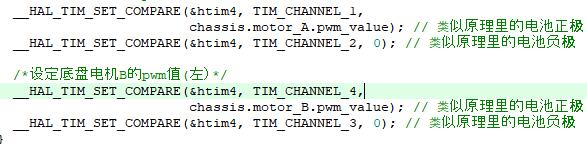 __HAL_TIM_SET_COMPARE(&htim4, TIM_CHANNEL_1,
chassis.motor_A.pwm_value); // 类似原理里的电池正极
__HAL_TIM_SET_COMPARE(&htim4, TIM_CHANNEL_2, 0); // 类似原理里的电池负极
/*设定底盘电机B的pwm值(左)*/
__HAL_TIM_SET_COMPARE(&htim4, TIM_CHANNEL_4,
chassis.motor_B.pwm_value); // 类似原理里的电池正极
__HAL_TIM_SET_COMPARE(&htim4, TIM_CHANNEL_3, 0); // 类似原理里的电池负极
}